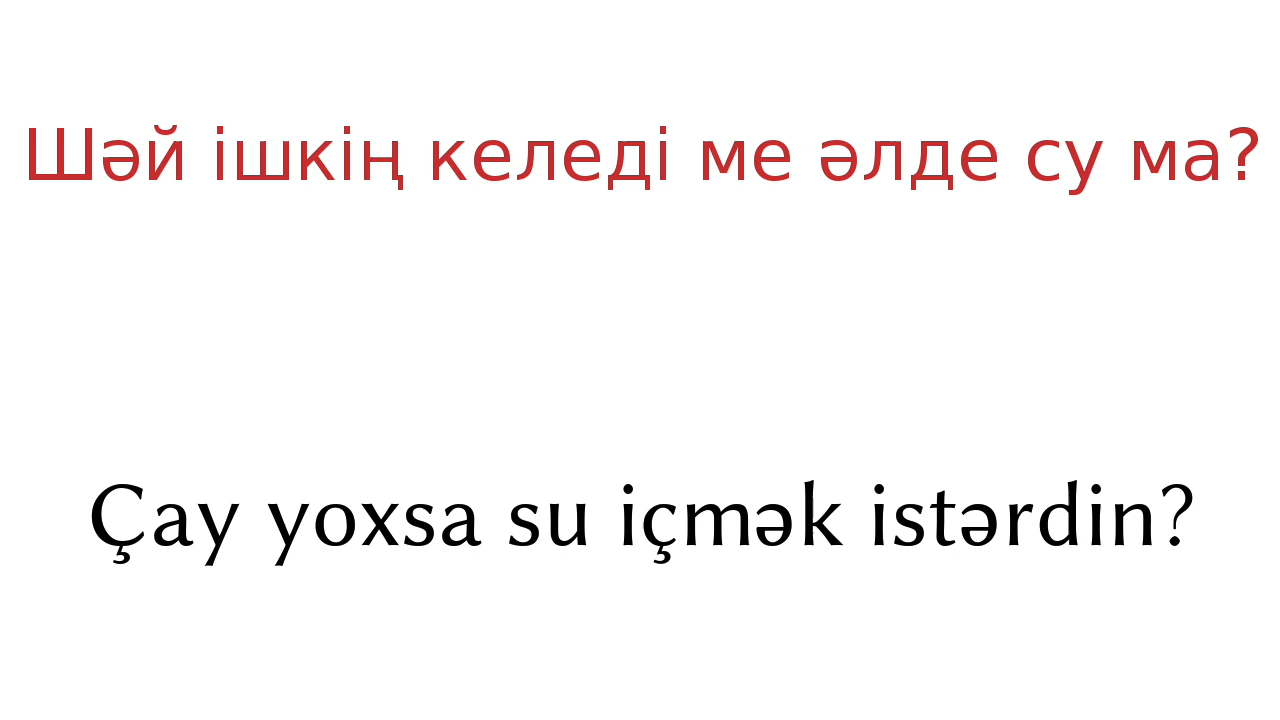 Шәй ішкің келеді ме әлде су ма?
Çay yoxsa su içmək istərdin?